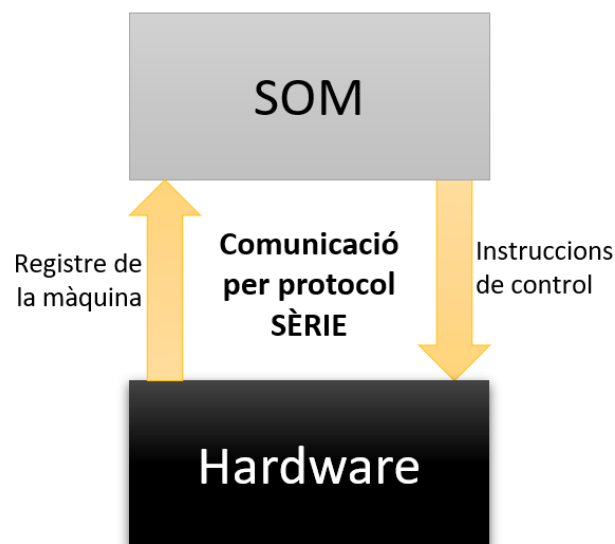 SOM
Registre de
la màquina
Comunicació
per protocol
SÈRIE
Instruccions
de control
Hardware